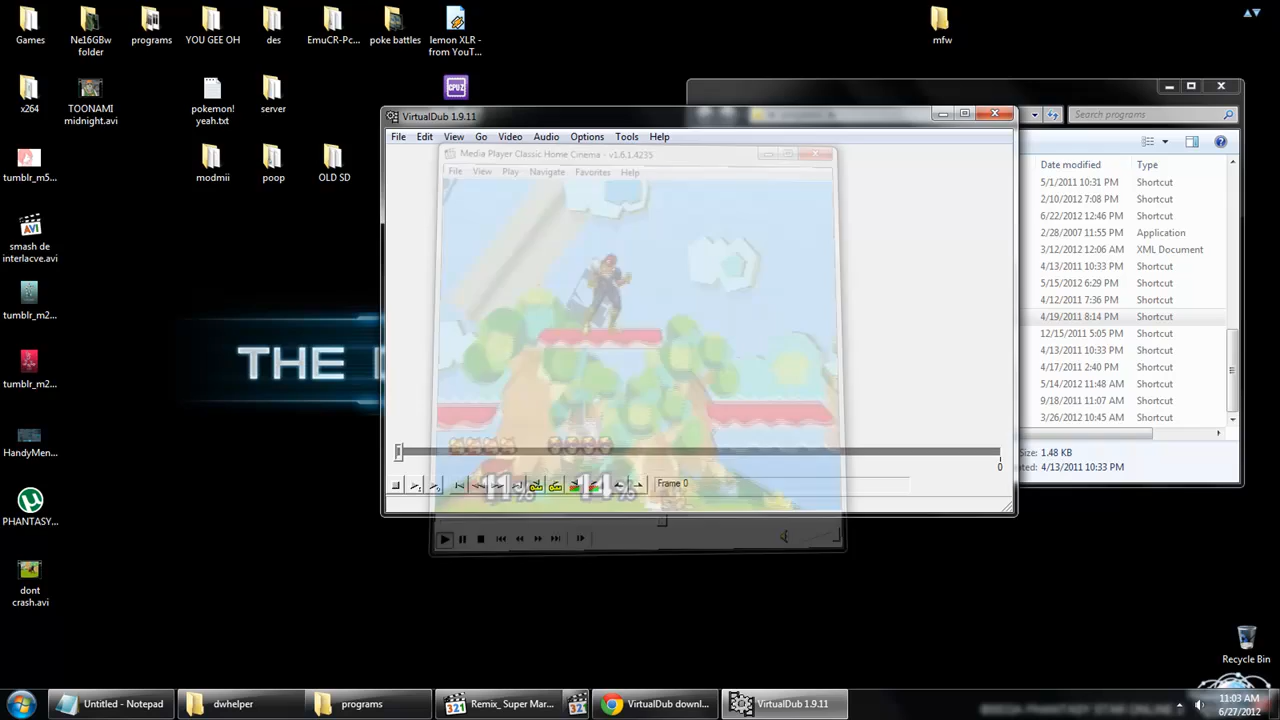 Games
Ne16GBw
folder
programs
YOU GEE OH
des
EmuCR-Pc...
poke battles
lemon XLR -
from YouT...
mfw
x264
TOONAMI
midnight.avi
pokemon!
yeah.txt
server
CPUZ
Search programs
VirtualDub 1.9.11
File Edit View Go Video Audio Options Tools Help
Media Player Classic Home Cinema - v1.6.1.4235
File View Play Navigate Favorites Help
Date modified Type
5/1/2011 10:31 PM Shortcut
2/10/2012 7:08 PM Shortcut
6/22/2012 12:46 PM Shortcut
2/28/2007 11:55 PM Application
3/12/2012 12:06 AM XML Document
4/13/2011 10:33 PM Shortcut
5/15/2012 6:29 PM Shortcut
4/12/2011 7:36 PM Shortcut
4/19/2011 8:14 PM Shortcut
12/15/2011 5:05 PM Shortcut
4/13/2011 10:33 PM Shortcut
4/17/2011 2:40 PM Shortcut
5/14/2012 11:48 AM Shortcut
9/18/2011 11:07 AM Shortcut
3/26/2012 10:45 AM Shortcut
Size: 1.48 KB
4/13/2011 10:33 PM
tumblr_m5...
modmii
poop
OLD SD
smash de
interlacve.avi
tumblr_m2...
THE
tumblr_m2...
HandyMen...
0
11% 14%
Frame 0
PHANTASY...
dont
crash.avi
Recycle Bin
Untitled - Notepad
dwhelper
programs
Remix_ Super Mar...
VirtualDub downl...
VirtualDub 1.9.11
11:03 AM
6/27/2012